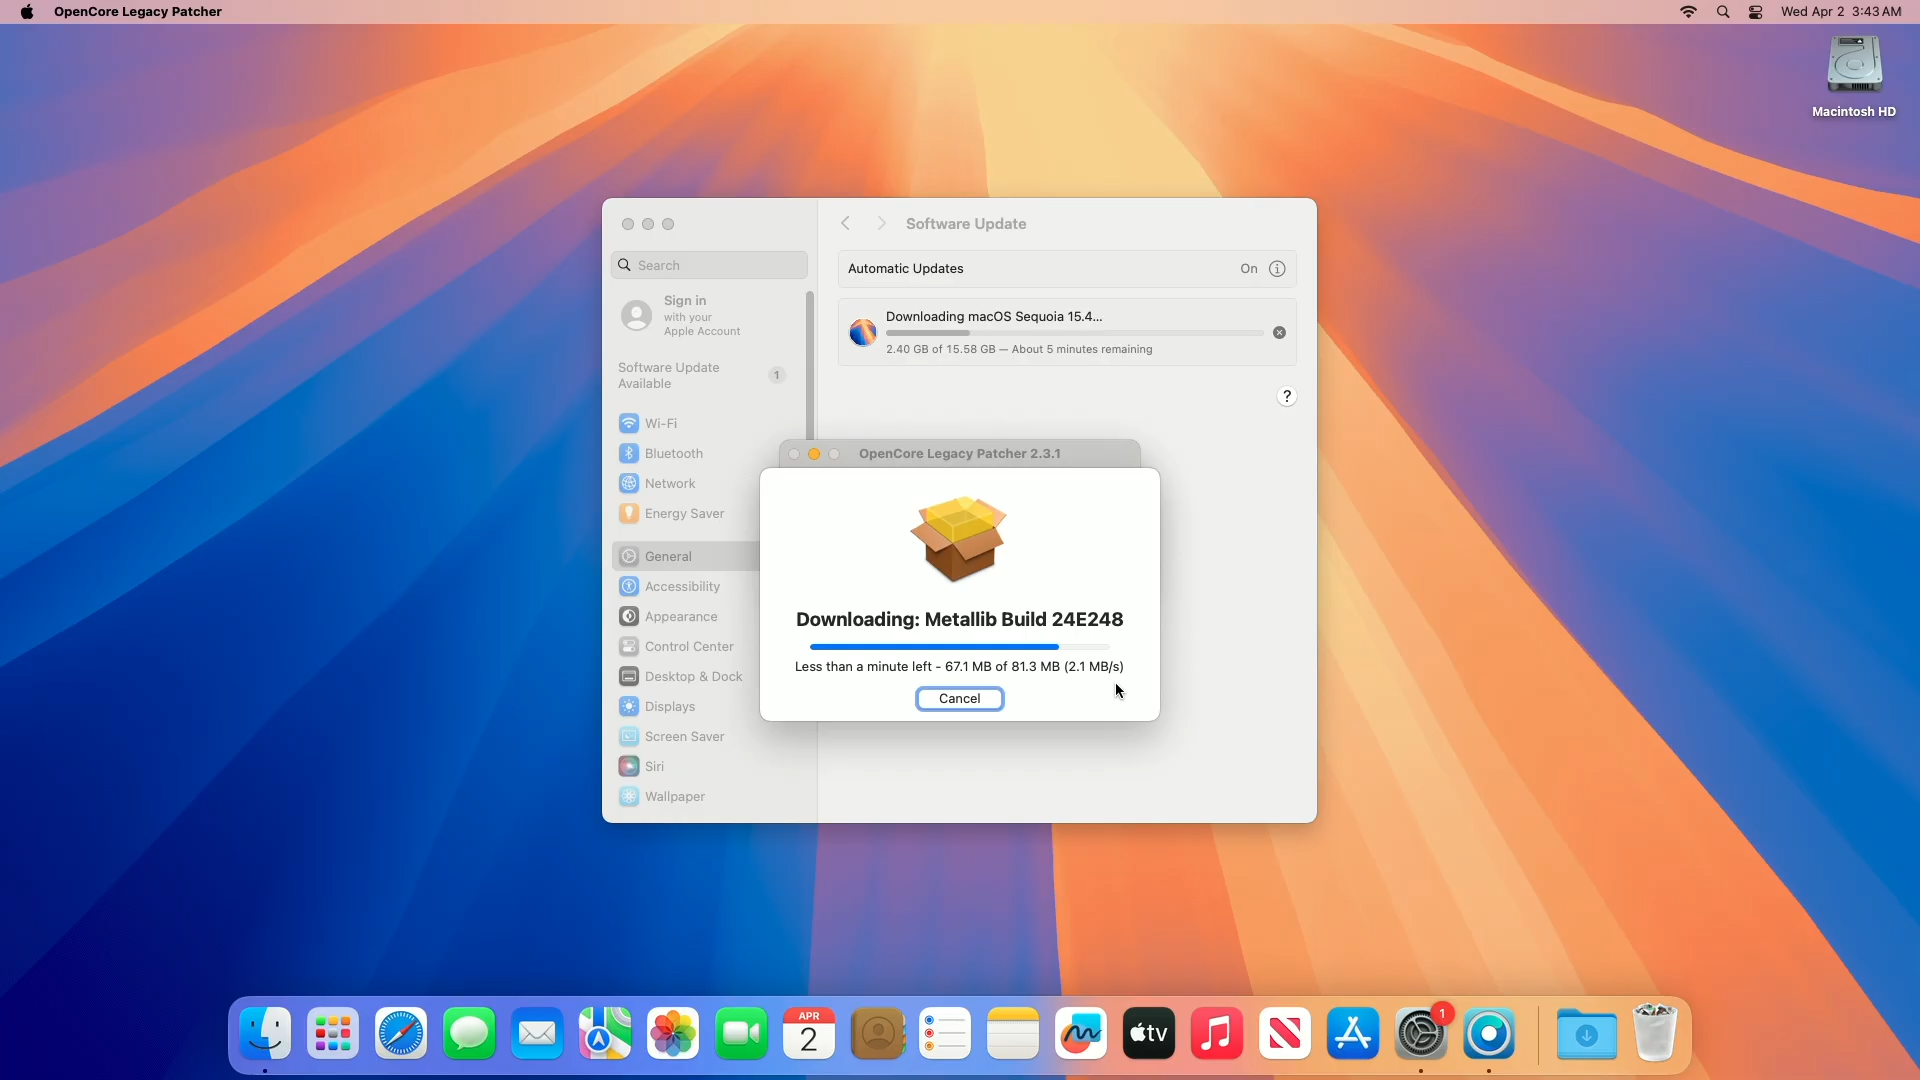 OpenCore Legacy Patcher
Wed Apr 2 3:43 AM
Macintosh HD
Software Update
Search
Automatic Updates
On
Sign in
with your
Apple Account
Downloading macOS Sequoia 15.4...
2.40 GB of 15.58 GB — About 5 minutes remaining
Software Update
Available
1
?
Wi-Fi
Bluetooth
Network
Energy Saver
General
Accessibility
Appearance
Control Center
Desktop & Dock
Displays
Screen Saver
Siri
Wallpaper
OpenCore Legacy Patcher 2.3.1
Downloading: Metallib Build 24E248
Less than a minute left - 67.1 MB of 81.3 MB (2.1 MB/s)
Cancel
APR
2
tv
1